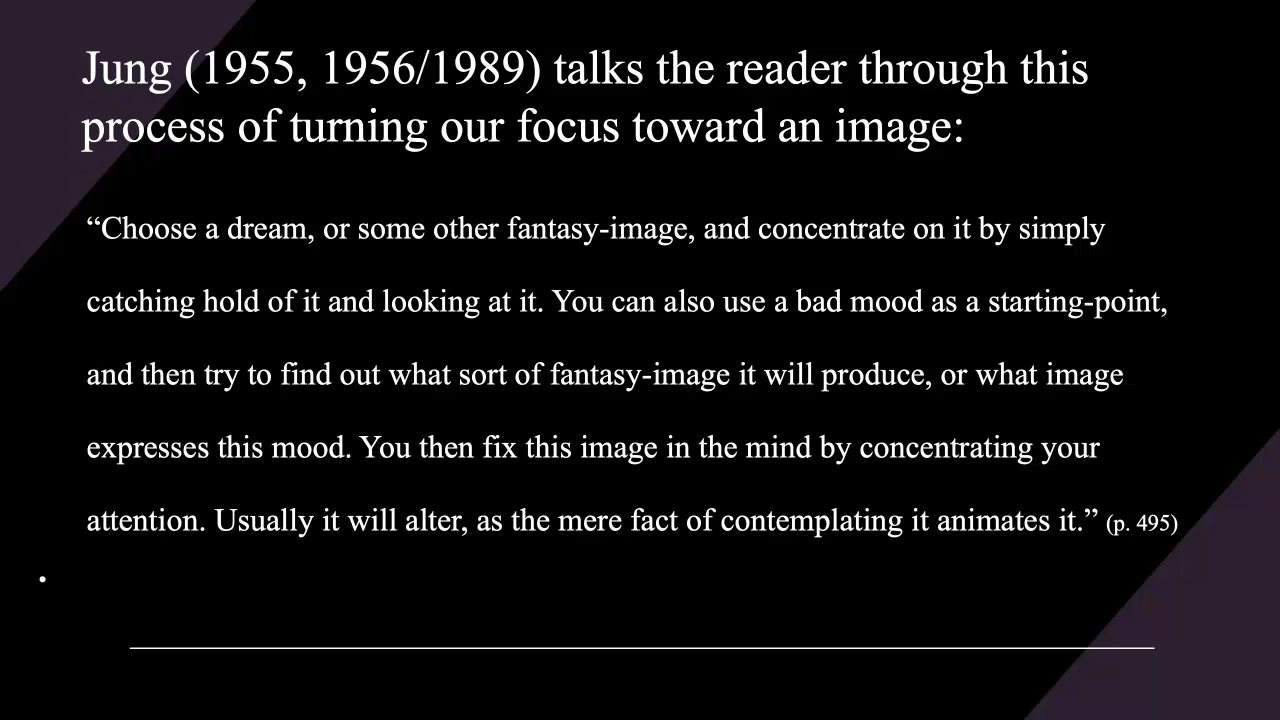 Jung (1955, 1956/1989) talks the reader through this
process of turning our focus toward an image:
“Choose a dream, or some other fantasy-image, and concentrate on it by simply
catching hold of it and looking at it. You can also use a bad mood as a starting-point,
and then try to find out what sort of fantasy-image it will produce, or what image
expresses this mood. You then fix this image in the mind by concentrating your
attention. Usually it will alter, as the mere fact of contemplating it animates it.” (p. 495)
•